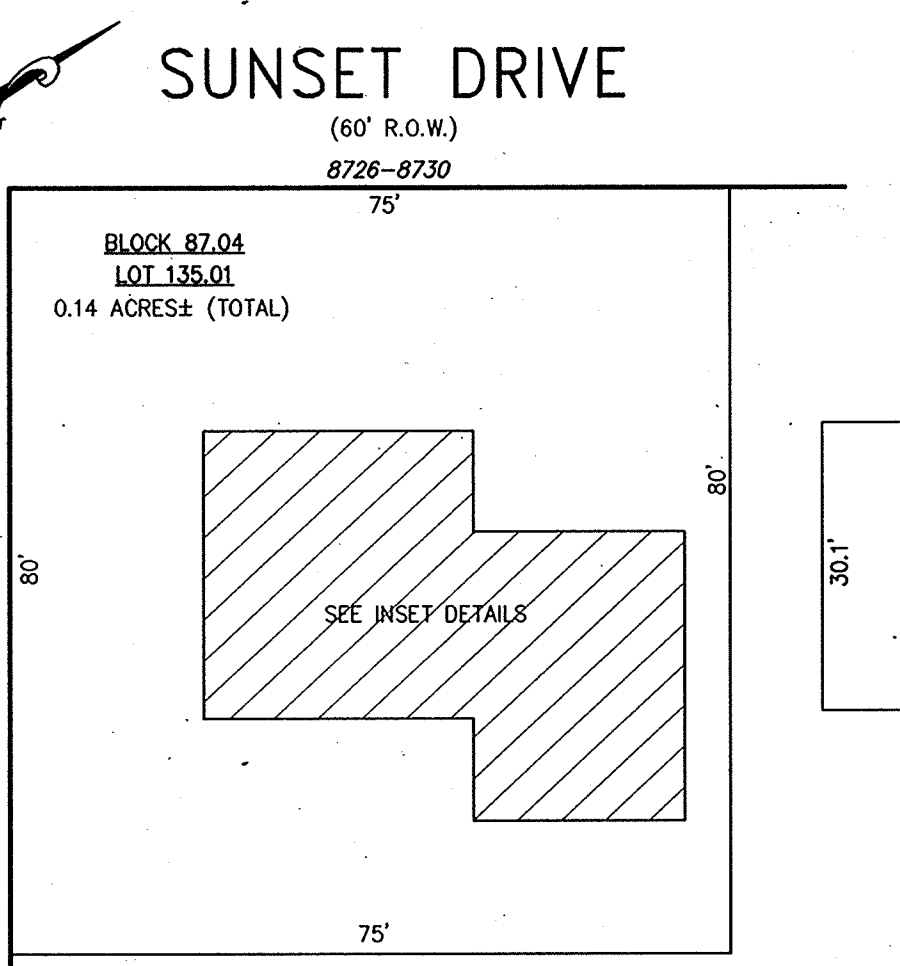 SUNSET DRIVE
(60' R.O.W.)
8726-8730
75'
BLOCK 87.04
LOT 135.01
0.14 ACRES± (TOTAL)
80'
80'
30.1'
SEE INSET DETAILS
75'